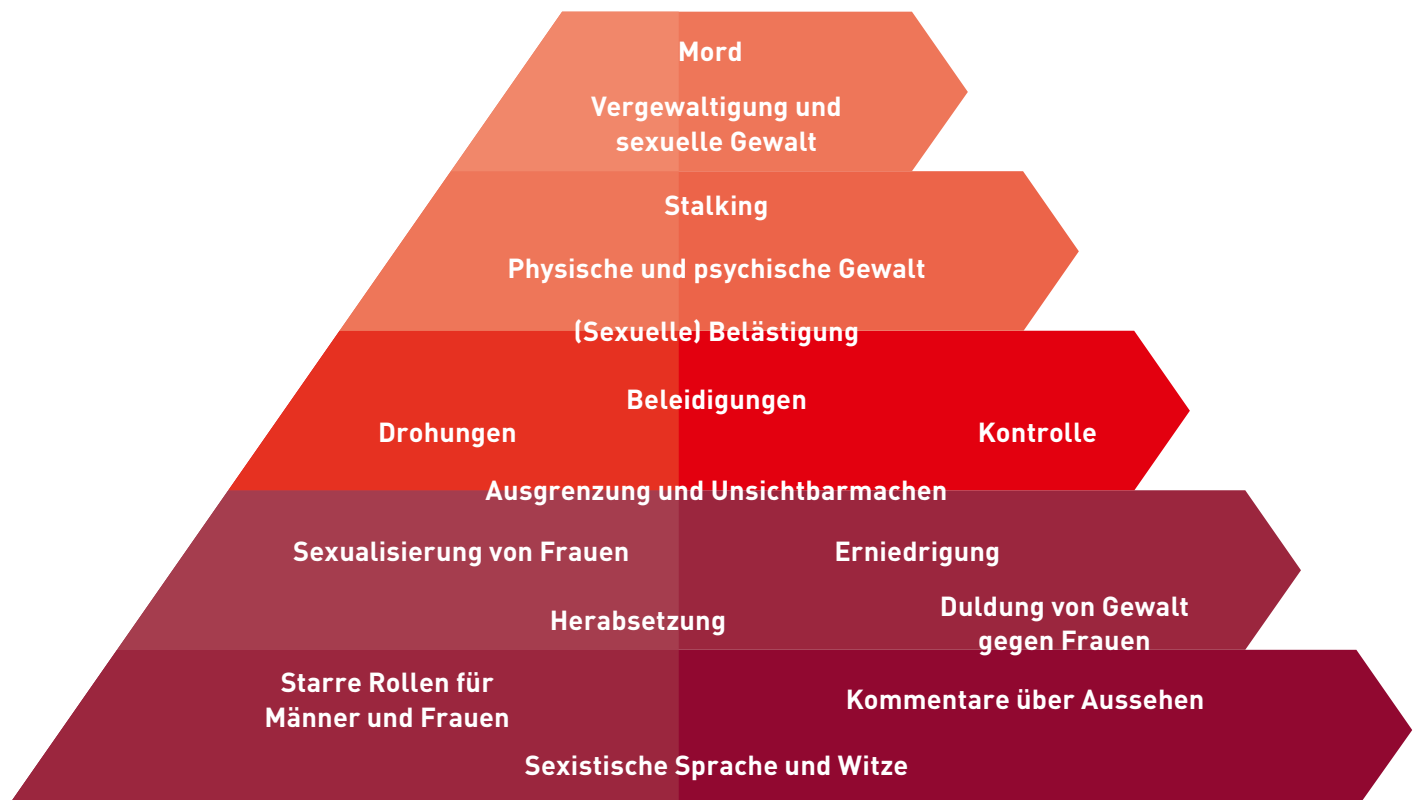 Mord
Vergewaltigung und
sexuelle Gewalt
Stalking
Physische und psychische Gewalt
(Sexuelle) Belästigung
Beleidigungen
Drohungen
Kontrolle
Ausgrenzung und Unsichtbarmachen
Sexualisierung von Frauen
Erniedrigung
Herabsetzung
Duldung von Gewalt
gegen Frauen
Starre Rollen für
Männer und Frauen
Kommentare über Aussehen
Sexistische Sprache und Witze